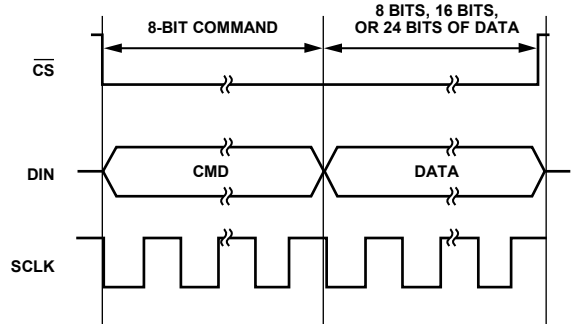 8-BIT COMMAND
8 BITS, 16 BITS,
OR 24 BITS OF DATA
CS
DIN
CMD
DATA
SCLK